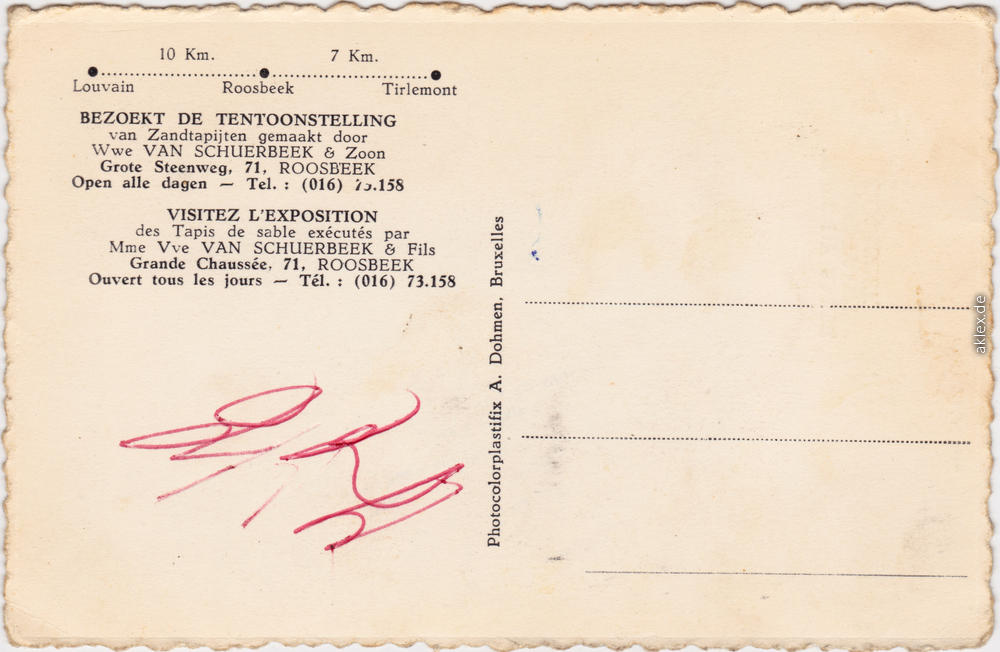 10 Km. 7 Km.
Louvain Roosbeek Tirlemont
BEZOEKT DE TENTOONSTELLING
van Zandtapijten gemaakt door
Wwe VAN SCHUERBEEK & Zoon
Grote Steenweg, 71, ROOSBEEK
Open alle dagen — Tel. : (016) 73.158
VISITEZ L'EXPOSITION
des Tapis de sable exécutés par
Mme Vve VAN SCHUERBEEK & Fils
Grande Chaussée, 71, ROOSBEEK
Ouvert tous les jours — Tél. : (016) 73.158
Photocolorplastifix A. Dohmen, Bruxelles
aklex.de